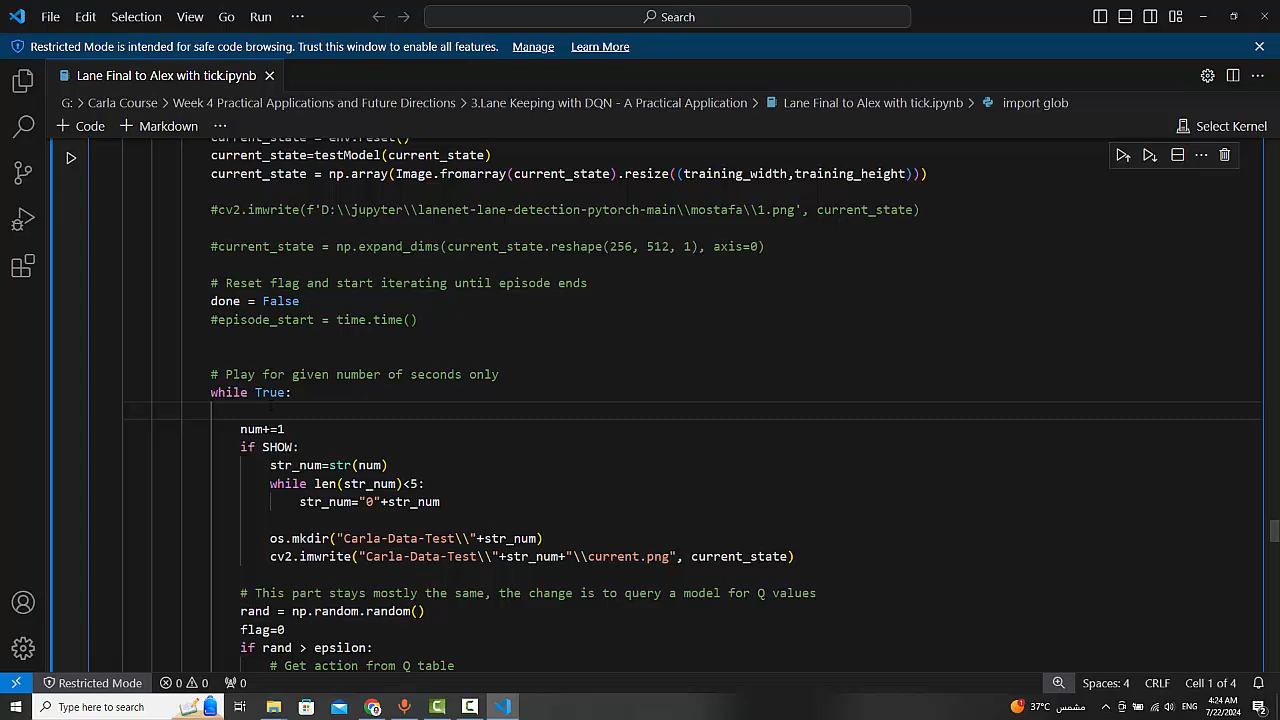 File Edit Selection View Go Run ··· Search
Restricted Mode is intended for safe code browsing. Trust this window to enable all features. Manage Learn More
Lane Final to Alex with tick.ipynb
G: > Carla Course > Week 4 Practical Applications and Future Directions > 3.Lane Keeping with DQN - A Practical Application > Lane Final to Alex with tick.ipynb > import glob
+ Code + Markdown ··· Select Kernel
current_state = env.reset()
current_state=testModel(current_state)
current_state = np.array(Image.fromarray(current_state).resize((training_width,training_height)))
#cv2.imwrite(f'D:\\jupyter\\lanenet-lane-detection-pytorch-main\\mostafa\\1.png', current_state)
#current_state = np.expand_dims(current_state.reshape(256, 512, 1), axis=0)
# Reset flag and start iterating until episode ends
done = False
#episode_start = time.time()
# Play for given number of seconds only
while True:
num+=1
if SHOW:
str_num=str(num)
while len(str_num)<5:
str_num="0"+str_num
os.mkdir("Carla-Data-Test\\"+str_num)
cv2.imwrite("Carla-Data-Test\\"+str_num+"\\current.png", current_state)
# This part stays mostly the same, the change is to query a model for Q values
rand = np.random.random()
flag=0
if rand > epsilon:
# Get action from Q table
Restricted Mode 0 0 0 Spaces: 4 CRLF Cell 1 of 4
Type here to search 37°C مشمس ENG 4:24 AM
7/22/2024